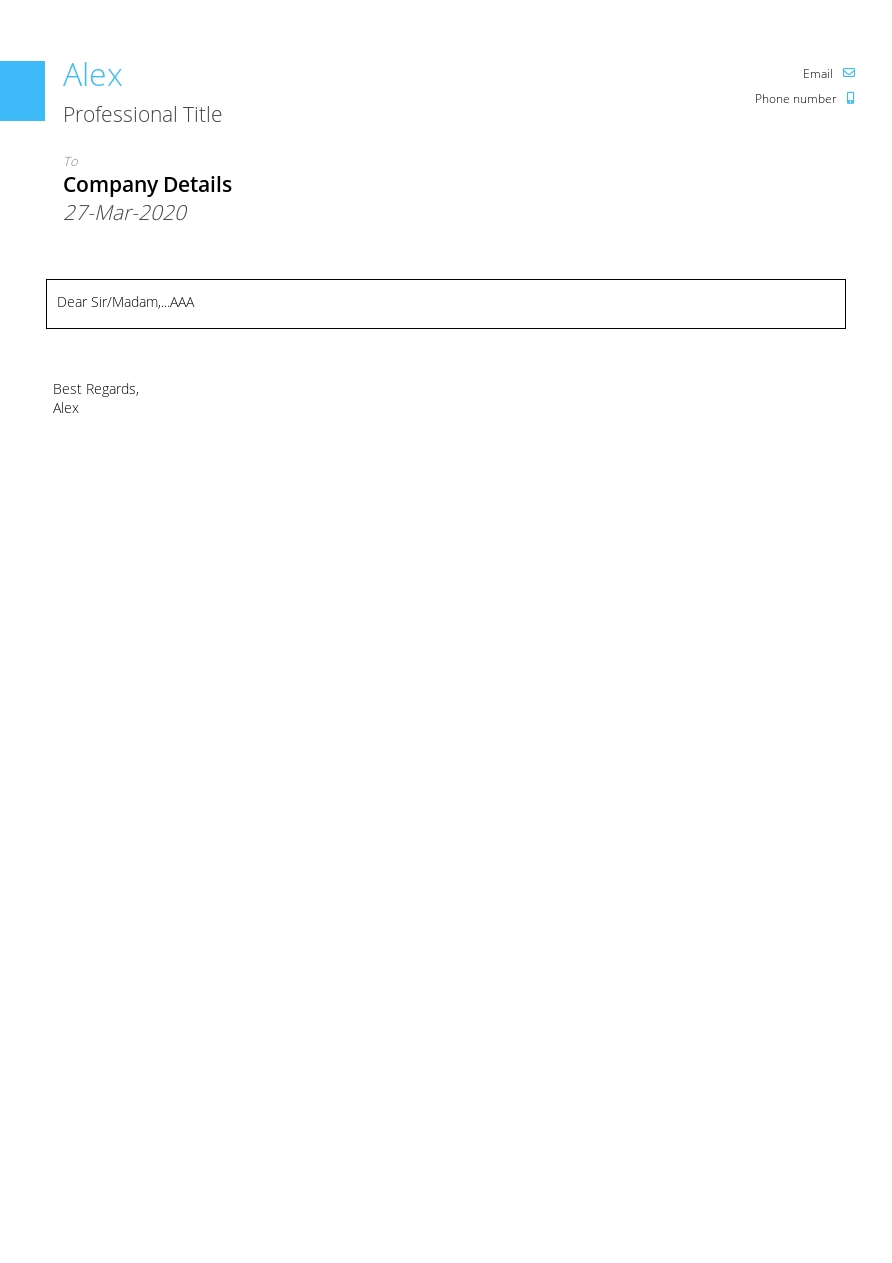 Alex
Professional Title
Email
Phone number
To
Company Details
27-Mar-2020
Dear Sir/Madam,...AAA
Best Regards,
Alex